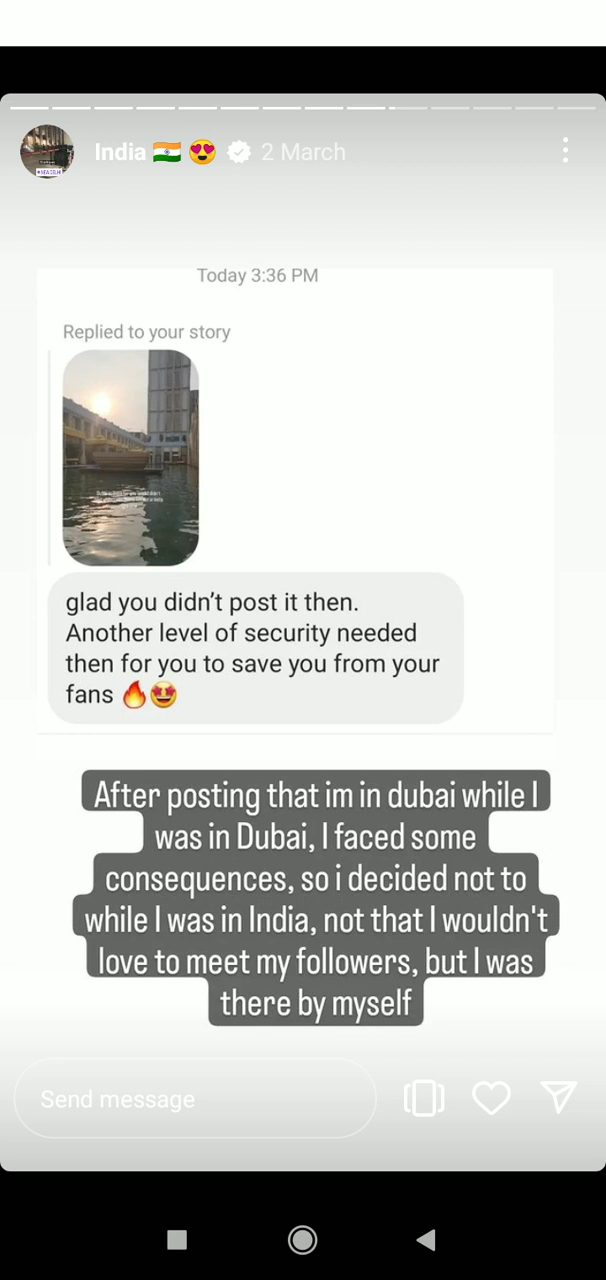 India 🇮🇳 😍 2 March
Today 3:36 PM
Replied to your story
glad you didn't post it then.
Another level of security needed
then for you to save you from your
fans 🔥🤩
After posting that im in dubai while I
was in Dubai, I faced some
consequences, so i decided not to
while I was in India, not that I wouldn't
love to meet my followers, but I was
there by myself
Send message